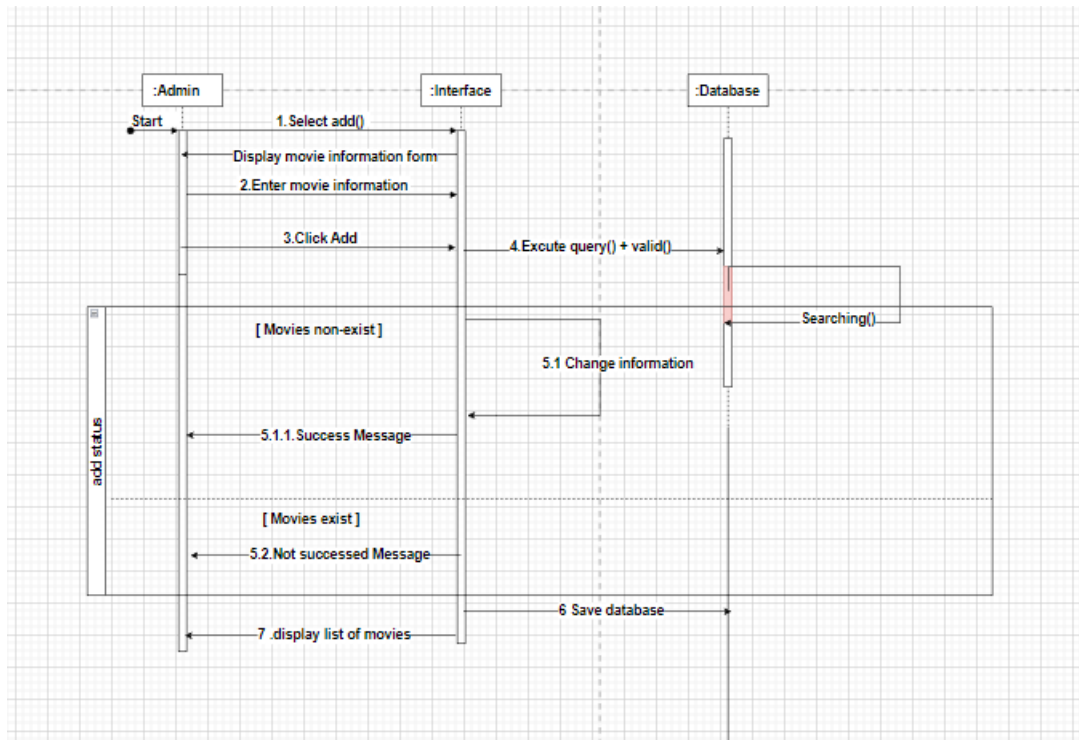 :Admin
:Interface
:Database
Start
1.Select add()
Display movie information form
2.Enter movie information
3.Click Add
4.Excute query() + valid()
Searching()
[ Movies non-exist ]
5.1 Change information
5.1.1.Success Message
add status
[ Movies exist ]
5.2.Not successed Message
6 Save database
7 .display list of movies